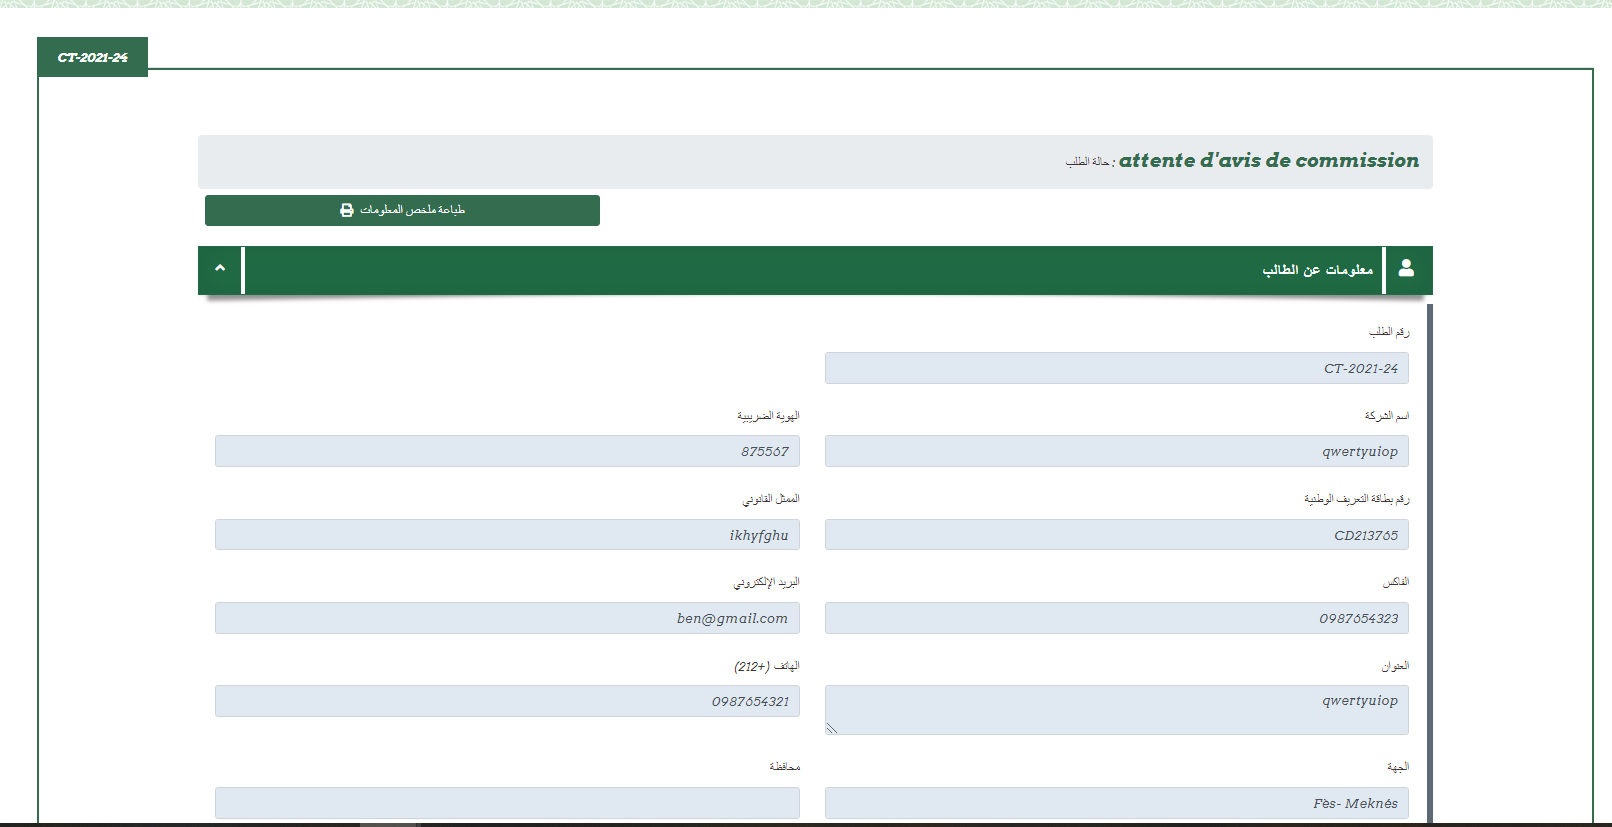 CT-2021-24
attente d'avis de commission : حالة الطلب
طباعة ملخص المعلومات
معلومات عن الطالب
رقم الطلب
CT-2021-24
اسم الشركة
qwertyuiop
الهوية الضريبية
875567
رقم بطاقة التعريف الوطنية
CD213765
الممثل القانوني
ikhyfghu
الفاكس
0987654323
البريد الإلكتروني
ben@gmail.com
العنوان
qwertyuiop
الهاتف (+212)
0987654321
الجهة
Fès- Meknès
محافظة